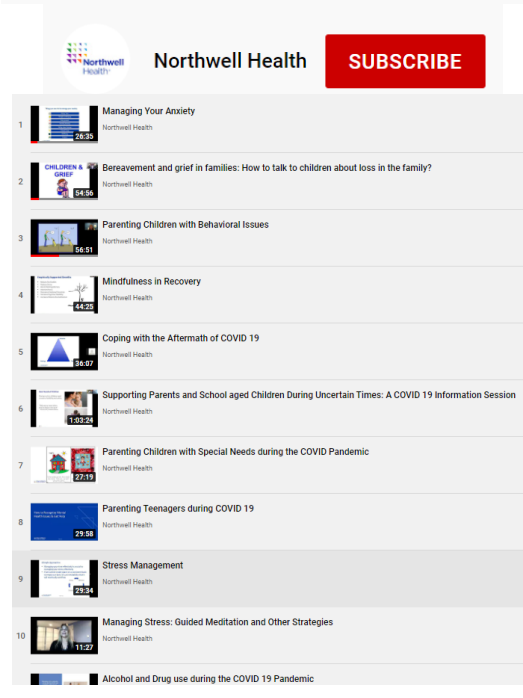 Northwell
Health
Northwell Health
SUBSCRIBE
1
26:35
Managing Your Anxiety
Northwell Health
2
CHILDREN &
GRIEF
54:56
Bereavement and grief in families: How to talk to children about loss in the family?
Northwell Health
3
56:51
Parenting Children with Behavioral Issues
Northwell Health
4
44:25
Mindfulness in Recovery
Northwell Health
5
36:07
Coping with the Aftermath of COVID 19
Northwell Health
6
1:03:24
Supporting Parents and School aged Children During Uncertain Times: A COVID 19 Information Session
Northwell Health
7
27:19
Parenting Children with Special Needs during the COVID Pandemic
Northwell Health
8
29:58
Parenting Teenagers during COVID 19
Northwell Health
9
29:34
Stress Management
Northwell Health
10
11:27
Managing Stress: Guided Meditation and Other Strategies
Northwell Health
Alcohol and Drug use during the COVID 19 Pandemic